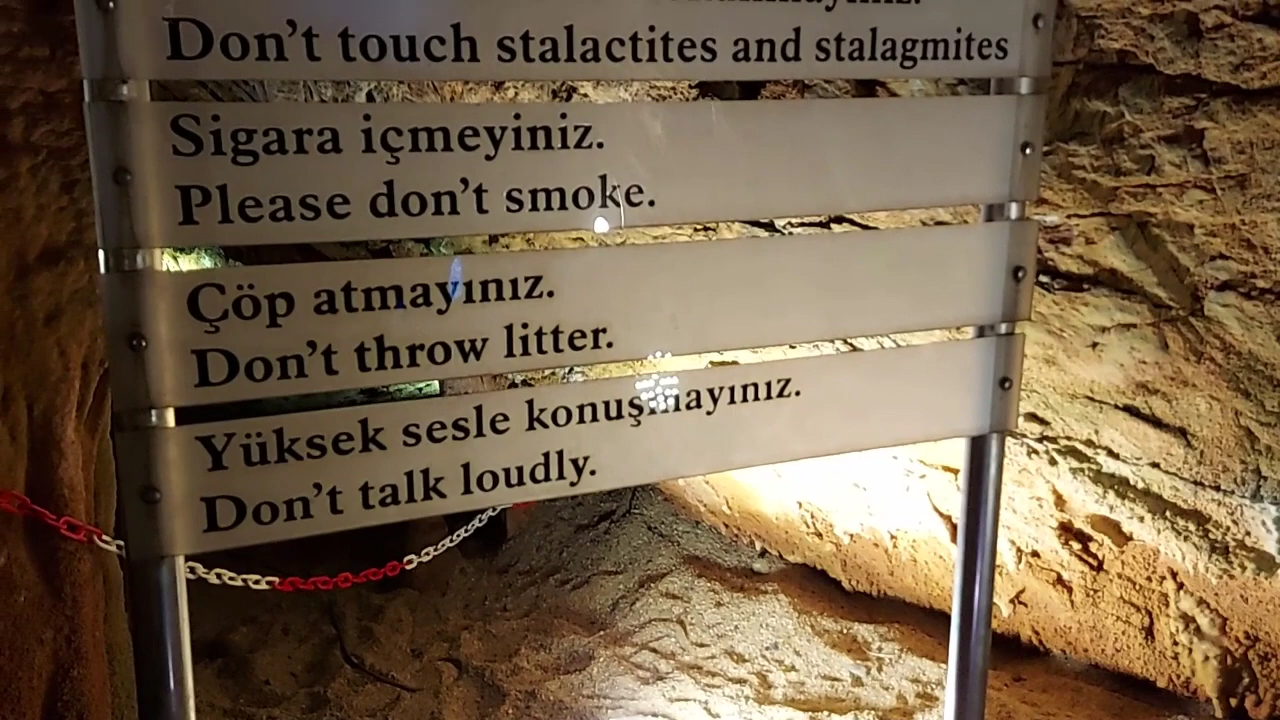 Don't touch stalactites and stalagmites
Sigara içmeyiniz.
Please don't smoke.
Çöp atmayınız.
Don't throw litter.
Yüksek sesle konuşmayınız.
Don't talk loudly.